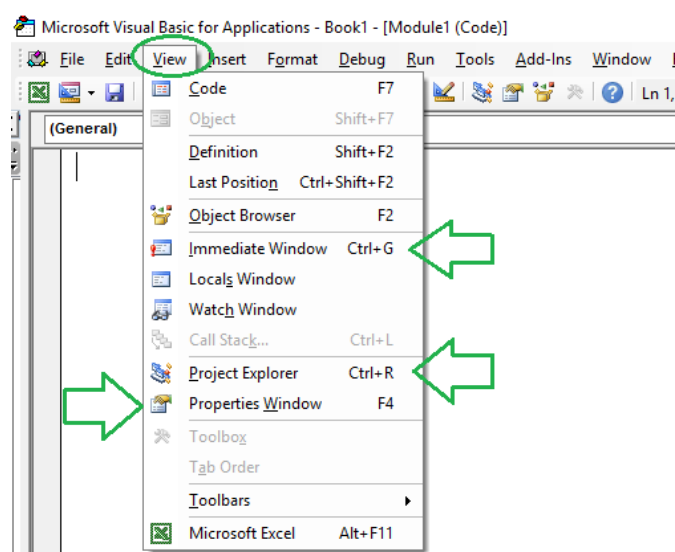 Microsoft Visual Basic for Applications - Book1 - [Module1 (Code)]
File Edit View Insert Format Debug Run Tools Add-Ins Window
Ln 1,
(General)
Code F7
Object Shift+F7
Definition Shift+F2
Last Position Ctrl+Shift+F2
Object Browser F2
Immediate Window Ctrl+G
Locals Window
Watch Window
Call Stack... Ctrl+L
Project Explorer Ctrl+R
Properties Window F4
Toolbox
Tab Order
Toolbars
Microsoft Excel Alt+F11